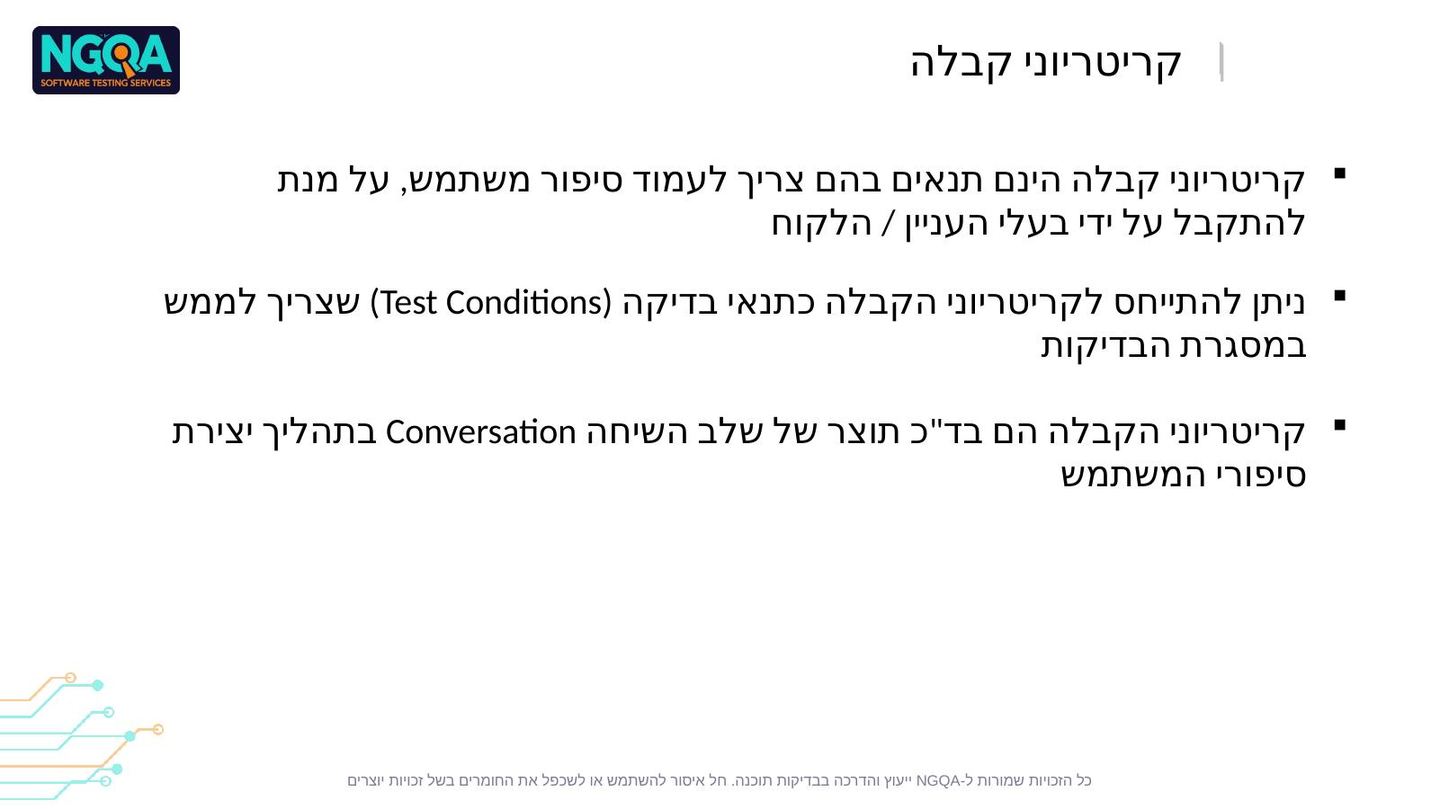 NGQA
SOFTWARE TESTING SERVICES
קריטריוני קבלה
▪ קריטריוני קבלה הינם תנאים בהם צריך לעמוד סיפור משתמש, על מנת
להתקבל על ידי בעלי העניין / הלקוח
▪ ניתן להתייחס לקריטריוני הקבלה כתנאי בדיקה (Test Conditions) שצריך לממש
במסגרת הבדיקות
▪ קריטריוני הקבלה הם בד"כ תוצר של שלב השיחה Conversation בתהליך יצירת
סיפורי המשתמש
כל הזכויות שמורות ל-NGQA ייעוץ והדרכה בבדיקות תוכנה. חל איסור להשתמש או לשכפל את החומרים בשל זכויות יוצרים